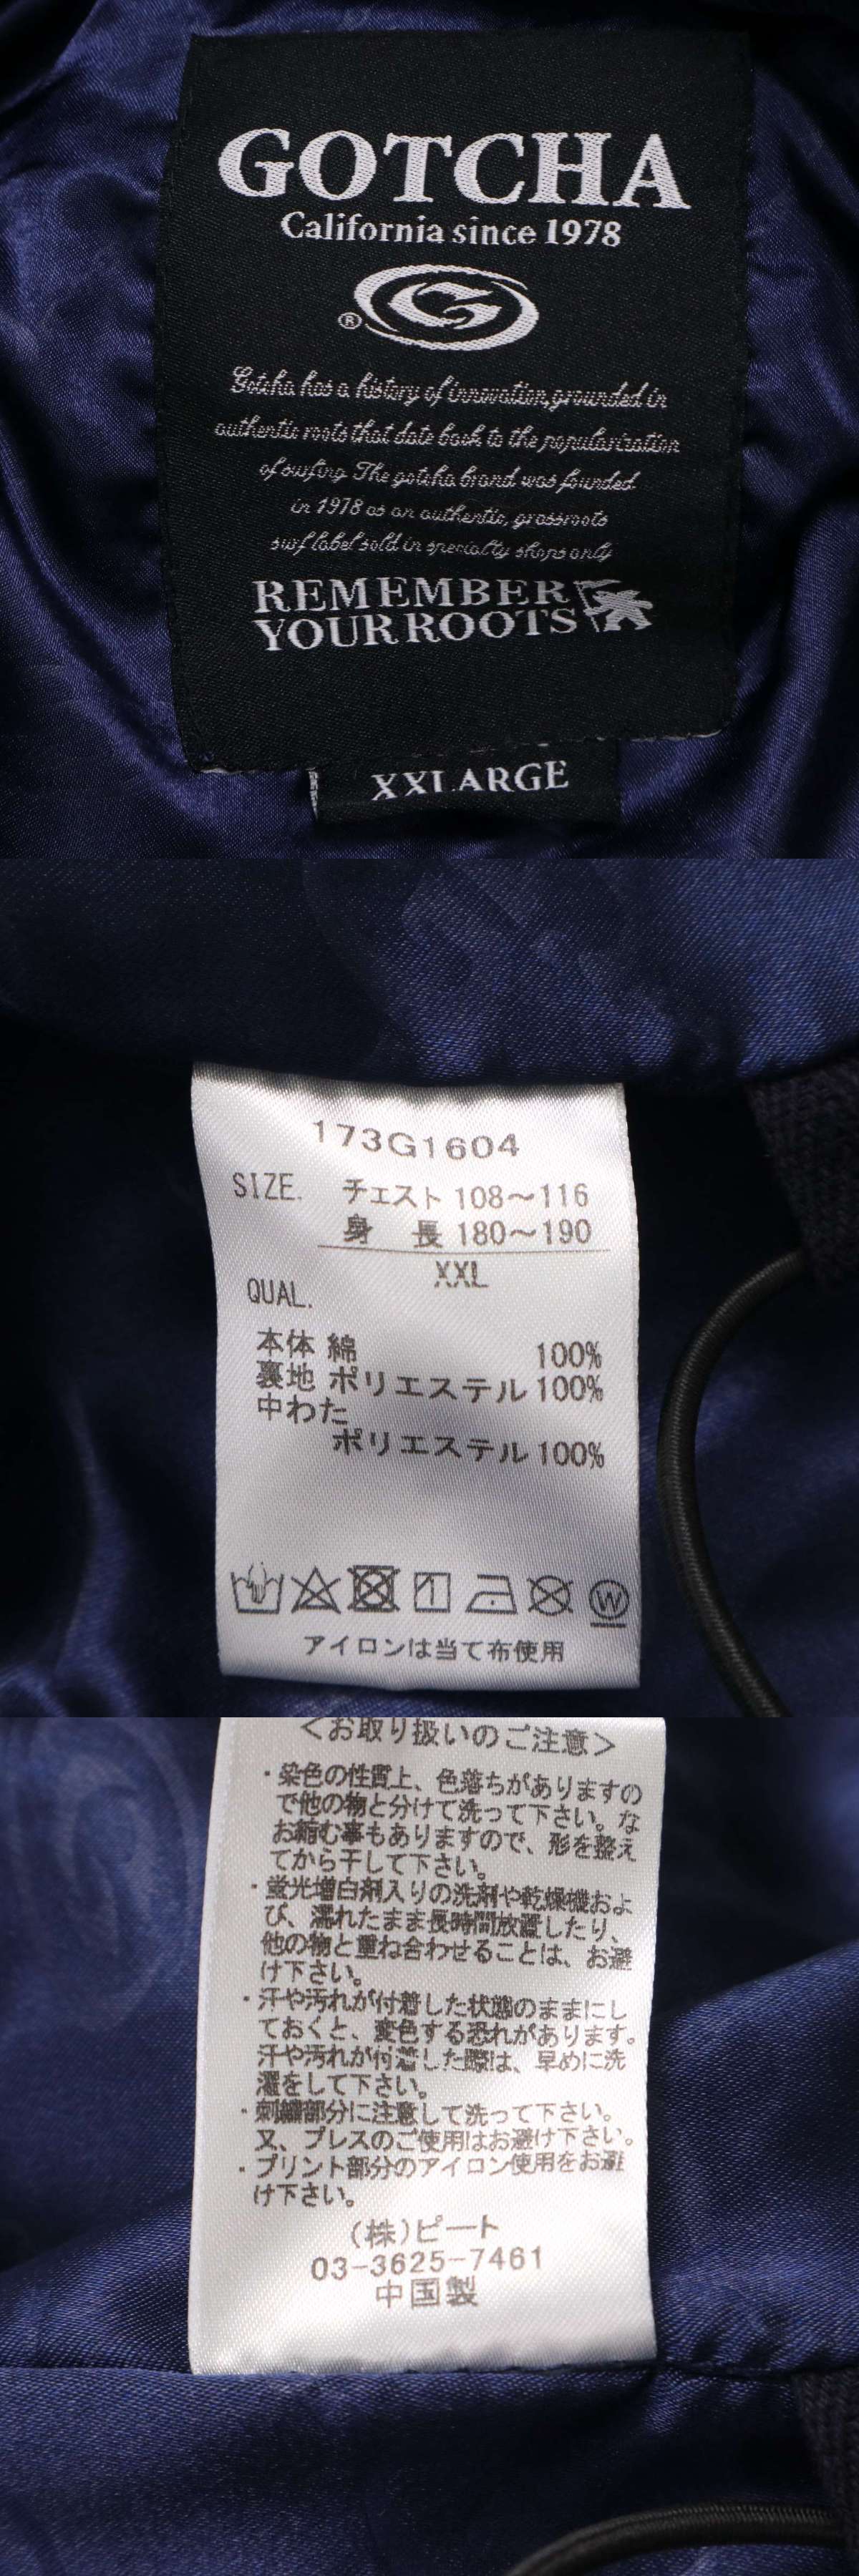 GOTCHA
California since 1978
G
®
Gotcha has a history of innovation, grounded in
authentic roots that date back to the popularization
of surfing The gotcha brand was founded
in 1978 as an authentic, grassroots
surf label sold in specialty shops only
REMEMBER
YOUR ROOTS
XXLARGE
173G1604
SIZE. チェスト 108～116
身 長 180～190
XXL
QUAL.
本体 綿 100%
裏地 ポリエステル 100%
中わた
ポリエステル 100%
W
アイロンは当て布使用
＜お取り扱いのご注意＞
・染色の性質上、色落ちがありますの
で他の物と分けて洗って下さい。な
お縮む事もありますので、形を整え
てから干して下さい。
・蛍光増白剤入りの洗剤や乾燥機およ
び、濡れたまま長時間放置したり、
他の物と重ね合わせることは、お避
け下さい。
・汗や汚れが付着した状態のままにし
ておくと、変色する恐れがあります。
汗や汚れが付着した際は、早めに洗
濯をして下さい。
・刺繍部分に注意して洗って下さい。
又、プレスのご使用はお避け下さい。
・プリント部分のアイロン使用をお避
け下さい。
(株)ピート
03-3625-7461
中国製